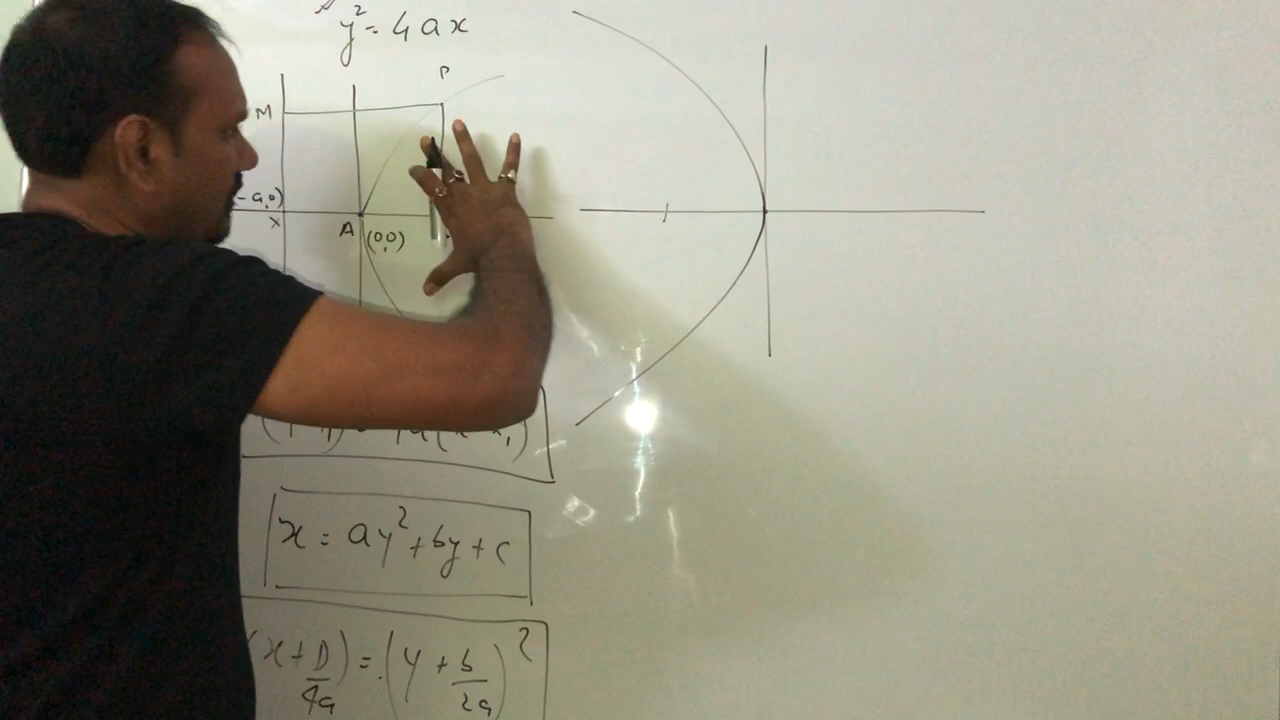 y² = 4ax
P
M
(-a,0)
X
A (0,0)
x = ay² + by + c
(x + D/4a) = (y + b/2a)²